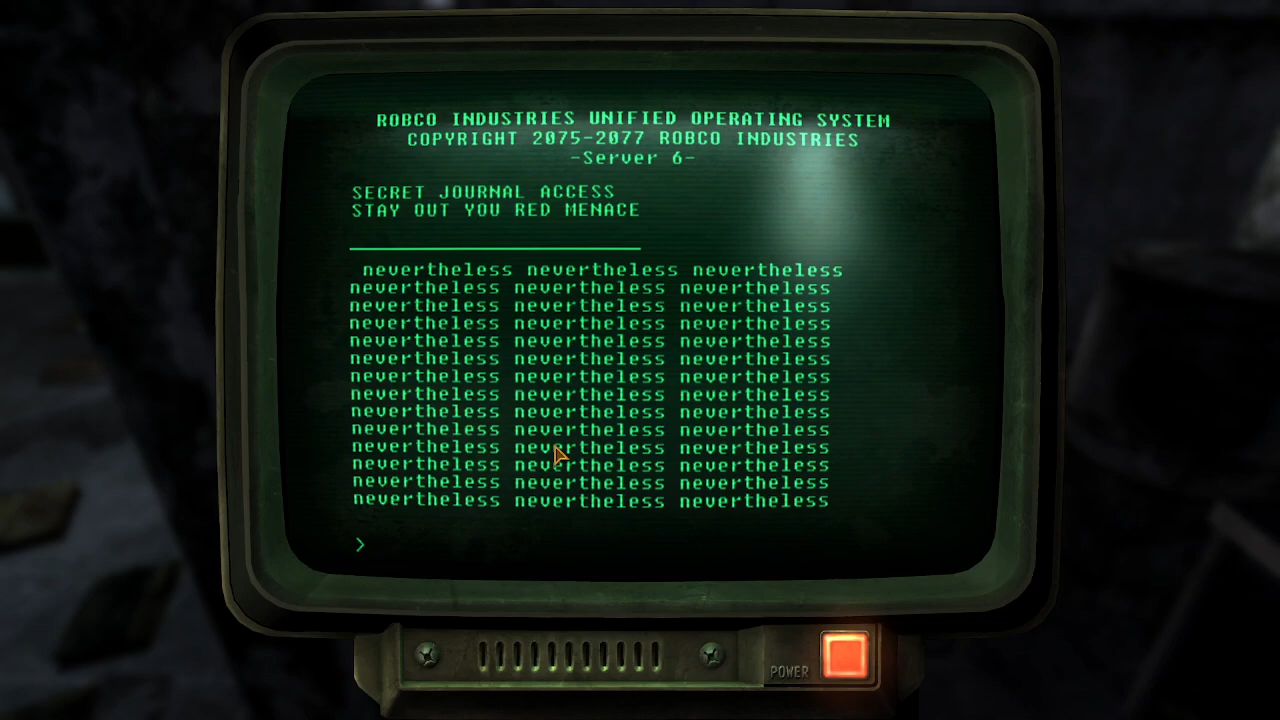 ROBCO INDUSTRIES UNIFIED OPERATING SYSTEM
COPYRIGHT 2075-2077 ROBCO INDUSTRIES
-Server 6-
SECRET JOURNAL ACCESS
STAY OUT YOU RED MENACE
nevertheless nevertheless nevertheless
nevertheless nevertheless nevertheless
nevertheless nevertheless nevertheless
nevertheless nevertheless nevertheless
nevertheless nevertheless nevertheless
nevertheless nevertheless nevertheless
nevertheless nevertheless nevertheless
nevertheless nevertheless nevertheless
nevertheless nevertheless nevertheless
nevertheless nevertheless nevertheless
nevertheless nevertheless nevertheless
nevertheless nevertheless nevertheless
nevertheless nevertheless nevertheless
nevertheless nevertheless nevertheless
>
POWER